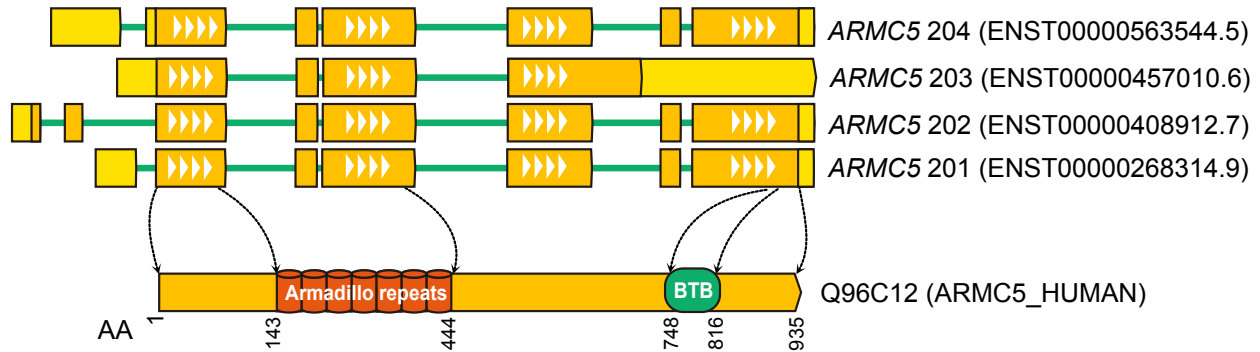 ARMC5 204 (ENST00000563544.5)
ARMC5 203 (ENST00000457010.6)
ARMC5 202 (ENST00000408912.7)
ARMC5 201 (ENST00000268314.9)
Armadillo repeats
BTB
Q96C12 (ARMC5_HUMAN)
AA
1
143
444
748
816
935